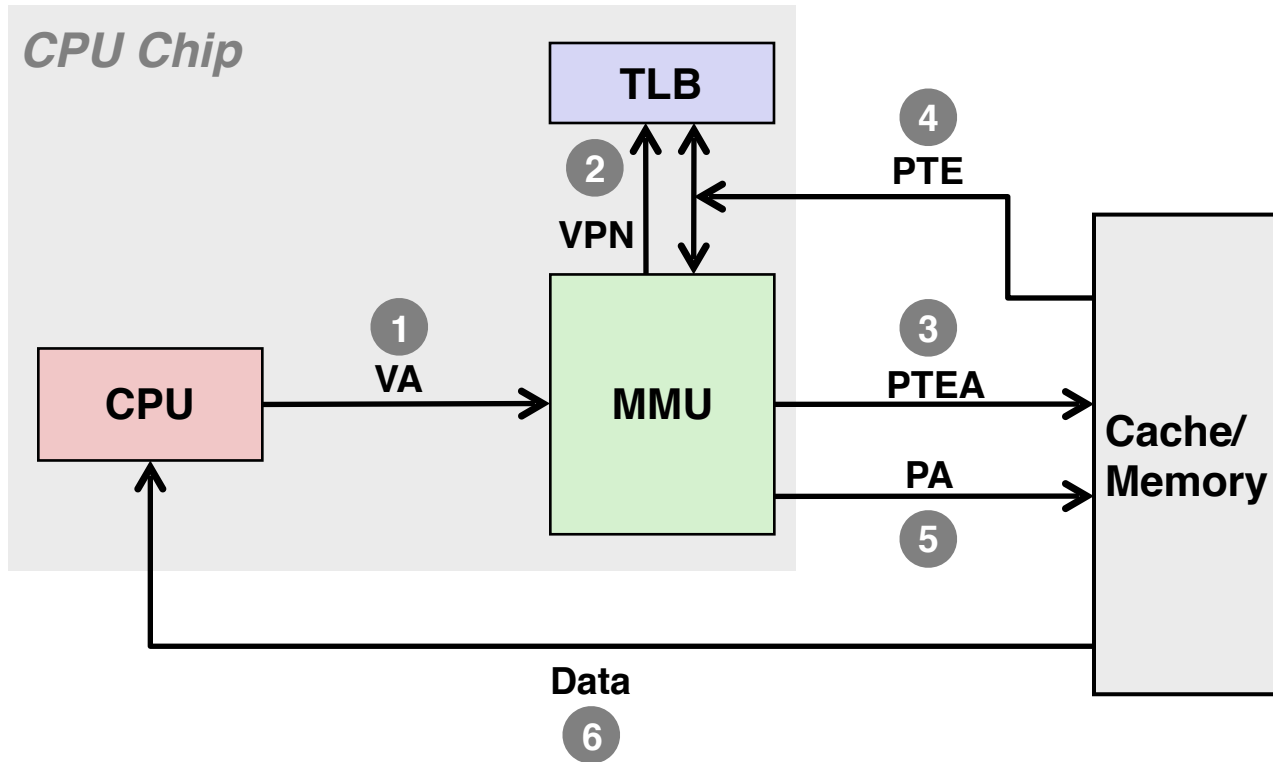 CPU Chip
TLB
4
PTE
2
VPN
1
VA
3
PTEA
CPU
MMU
Cache/
Memory
PA
5
Data
6